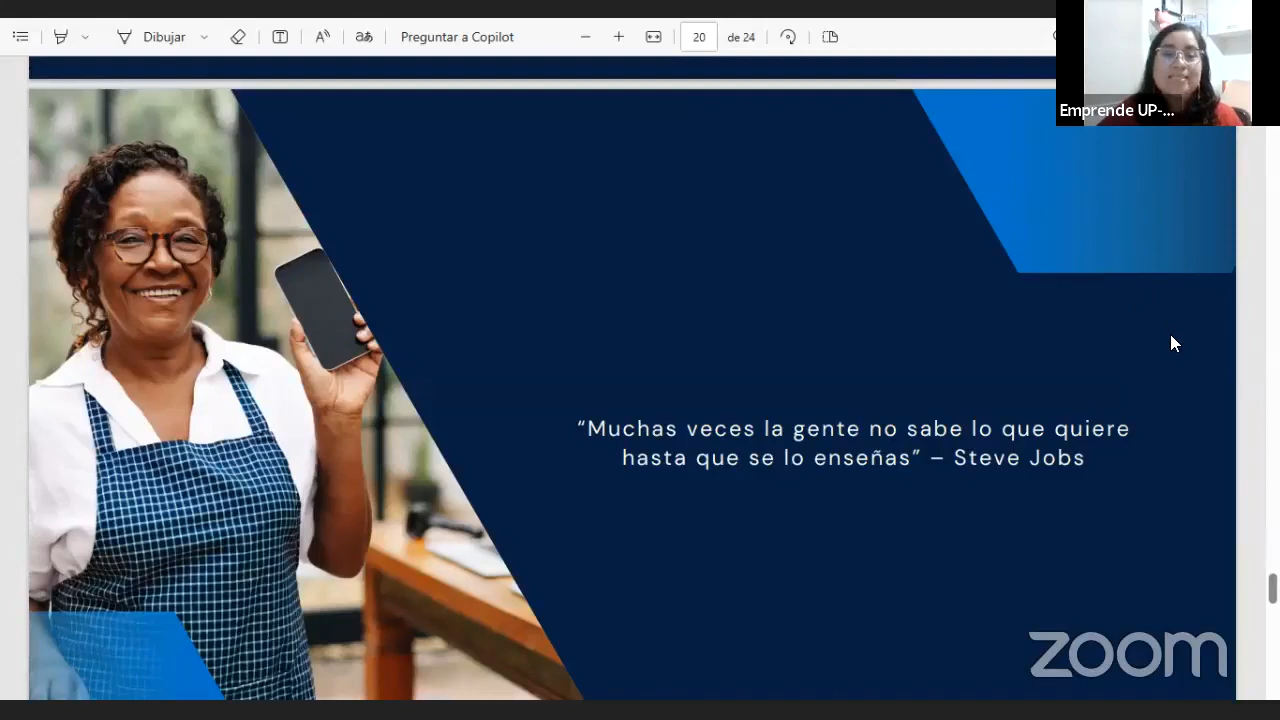 Dibujar
Preguntar a Copilot
20 de 24
Emprende UP-...
“Muchas veces la gente no sabe lo que quiere
hasta que se lo enseñas” – Steve Jobs
zoom